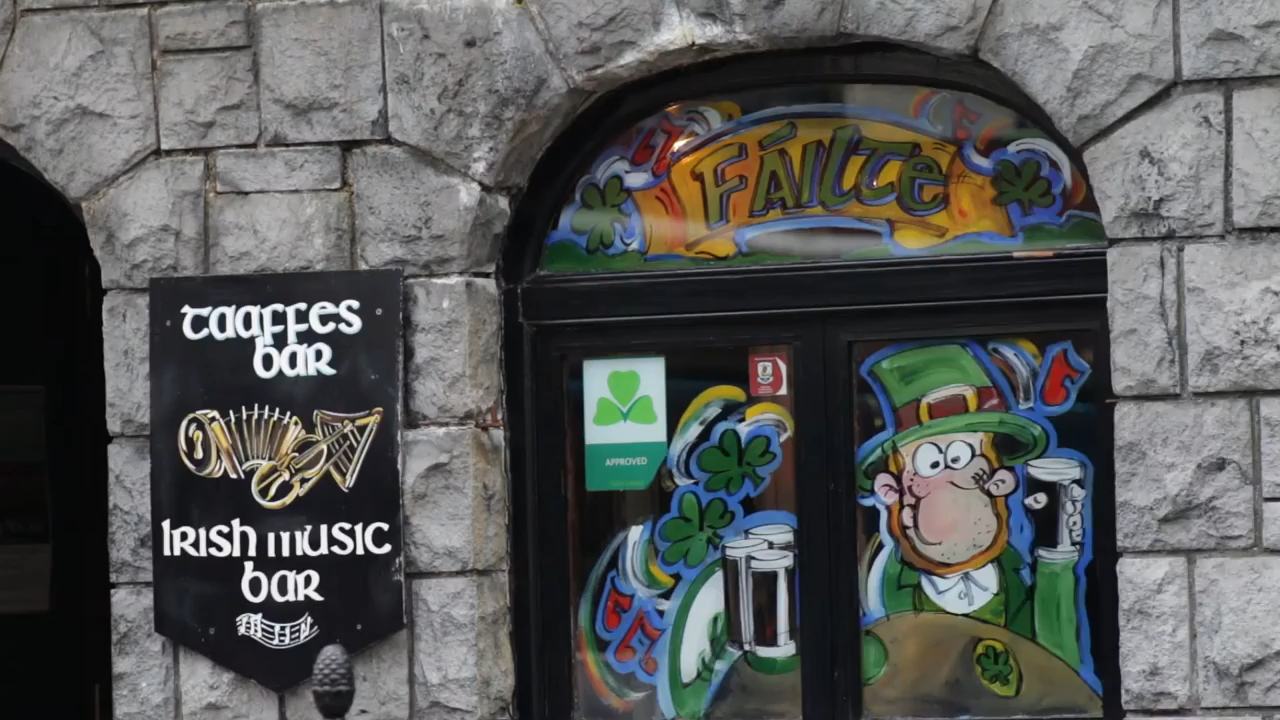 Taaffes
Bar
Irish music
bar
FÁILTE
APPROVED